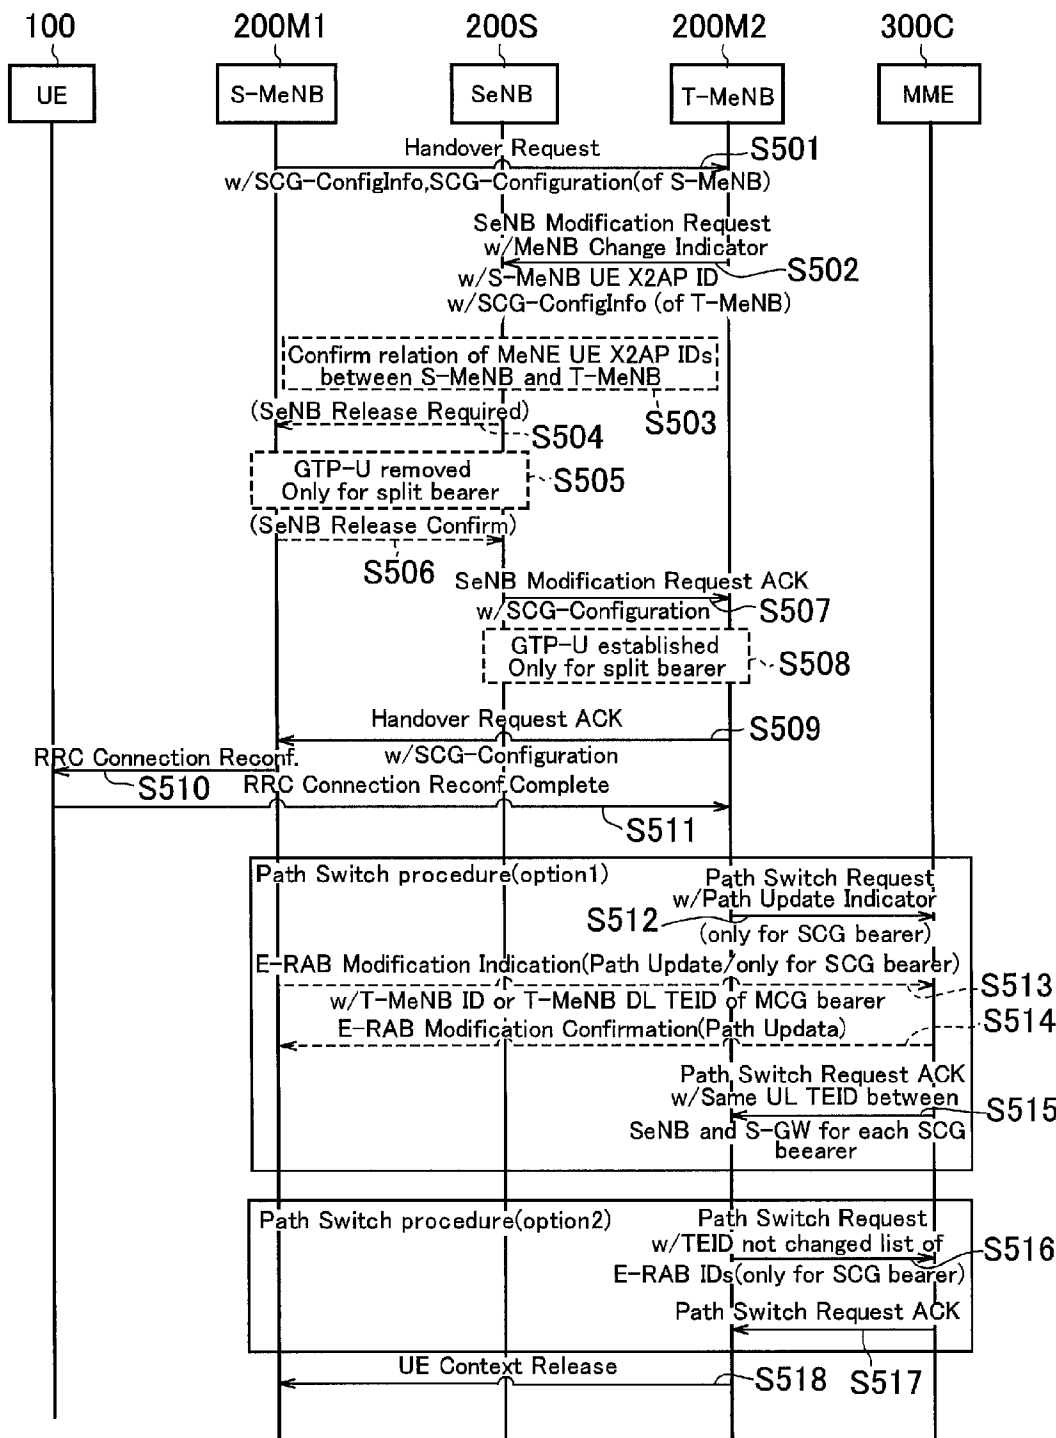 100 200M1 200S 200M2 300C
UE S-MeNB SeNB T-MeNB MME
Handover Request
S501
w/SCG-ConfigInfo,SCG-Configuration(of S-MeNB)
SeNB Modification Request
w/MeNB Change Indicator
S502
w/S-MeNB UE X2AP ID
w/SCG-ConfigInfo (of T-MeNB)
Confirm relation of MeNE UE X2AP IDs
between S-MeNB and T-MeNB
S503
(SeNB Release Required)
S504
GTP-U removed
Only for split bearer
S505
(SeNB Release Confirm)
S506
SeNB Modification Request ACK
w/SCG-Configuration
S507
GTP-U established
Only for split bearer
S508
Handover Request ACK
S509
w/SCG-Configuration
RRC Connection Reconf.
S510
RRC Connection Reconf.Complete
S511
Path Switch procedure(option1)
Path Switch Request
w/Path Update Indicator
S512
(only for SCG bearer)
E-RAB Modification Indication(Path Update/only for SCG bearer)
S513
w/T-MeNB ID or T-MeNB DL TEID of MCG bearer
E-RAB Modification Confirmation(Path Updata)
S514
Path Switch Request ACK
w/Same UL TEID between
S515
SeNB and S-GW for each SCG
beearer
Path Switch procedure(option2)
Path Switch Request
w/TEID not changed list of
S516
E-RAB IDs(only for SCG bearer)
Path Switch Request ACK
S517
UE Context Release
S518